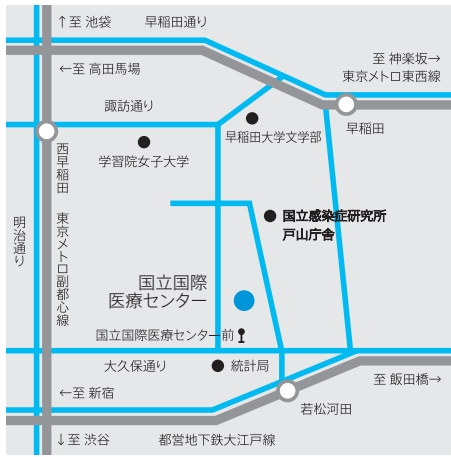 ↑至 池袋
早稲田通り
至 神楽坂→
東京メトロ東西線
←至 高田馬場
諏訪通り
早稲田
早稲田大学文学部
学習院女子大学
西早稲田
東京メトロ副都心線
明治通り
国立感染症研究所
戸山庁舎
国立国際
医療センター
国立国際医療センター前
大久保通り
統計局
至 飯田橋→
←至 新宿
若松河田
↓至 渋谷
都営地下鉄大江戸線